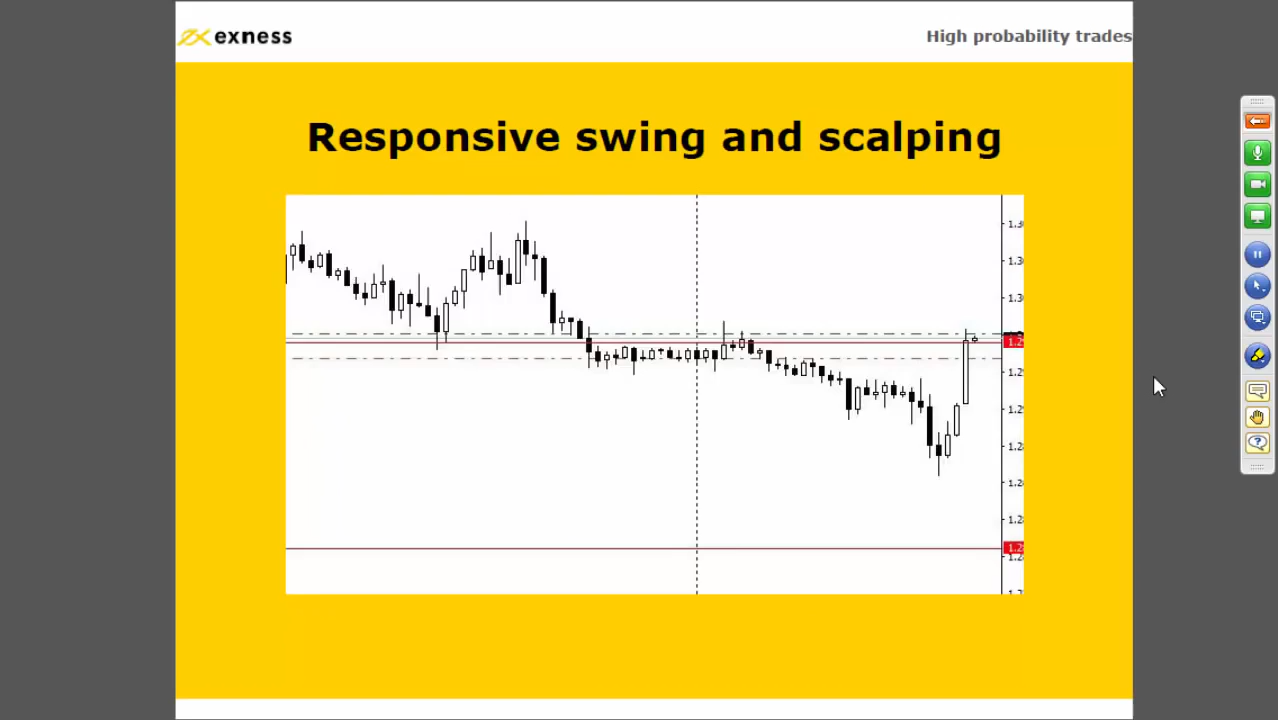 exness
High probability trades
Responsive swing and scalping